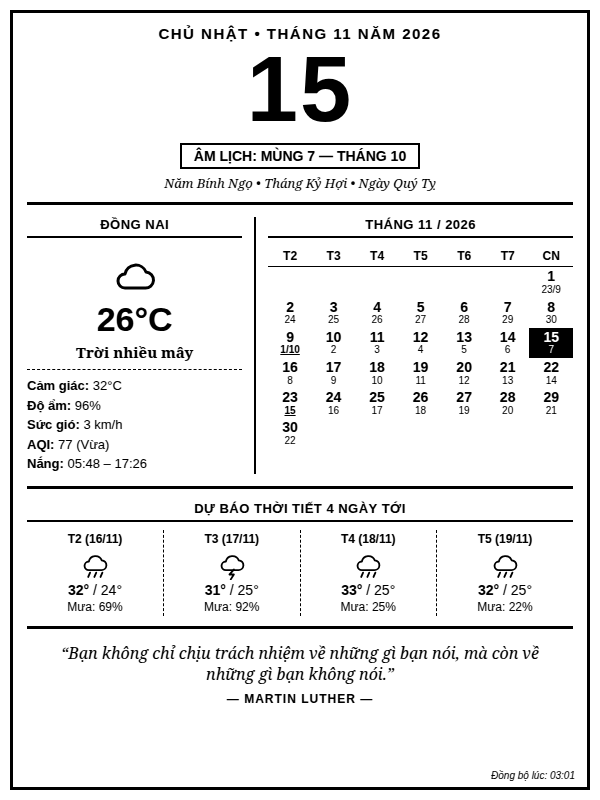 CHỦ NHẬT • THÁNG 11 NĂM 2026
15
ÂM LỊCH: MÙNG 7 — THÁNG 10
Năm Bính Ngọ • Tháng Kỷ Hợi • Ngày Quý Tỵ
ĐỒNG NAI
26°C
Trời nhiều mây
Cảm giác: 32°C
Độ ẩm: 96%
Sức gió: 3 km/h
AQI: 77 (Vừa)
Nắng: 05:48 – 17:26
THÁNG 11 / 2026
T2 T3 T4 T5 T6 T7 CN
1
23/9
2 3 4 5 6 7 8
24 25 26 27 28 29 30
9 10 11 12 13 14 15
1/10 2 3 4 5 6 7
16 17 18 19 20 21 22
8 9 10 11 12 13 14
23 24 25 26 27 28 29
15 16 17 18 19 20 21
30
22
DỰ BÁO THỜI TIẾT 4 NGÀY TỚI
T2 (16/11) T3 (17/11) T4 (18/11) T5 (19/11)
32° / 24° 31° / 25° 33° / 25° 32° / 25°
Mưa: 69% Mưa: 92% Mưa: 25% Mưa: 22%
“Bạn không chỉ chịu trách nhiệm về những gì bạn nói, mà còn về
những gì bạn không nói.”
— MARTIN LUTHER —
Đồng bộ lúc: 03:01